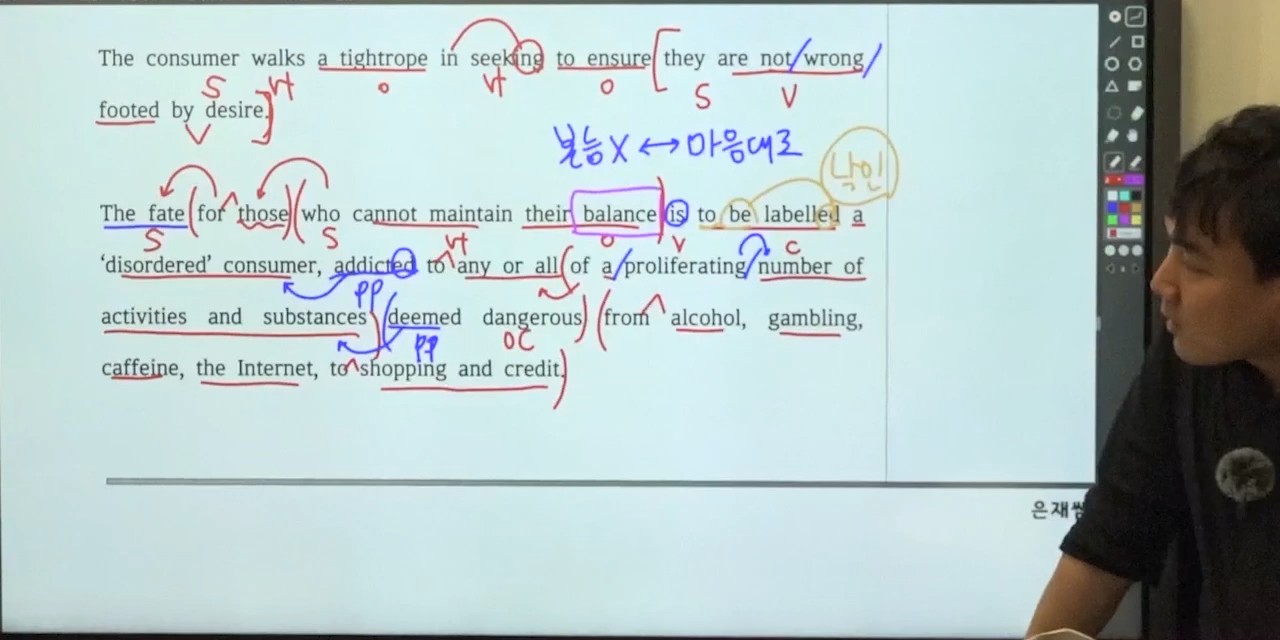 The consumer walks a tightrope in seeking to ensure [they are not/wrong/
S vt o vt o S V
footed by desire.]
V
본능X ↔ 마음대로
낙인
The fate (for those) (who cannot maintain their balance) is to be labelled a
S S vt o v c
'disordered' consumer, addicted to any or all (of a/proliferating/number of
pp
activities and substances) (deemed dangerous) (from alcohol, gambling,
pp OC
caffeine, the Internet, to shopping and credit.)
은재쌤